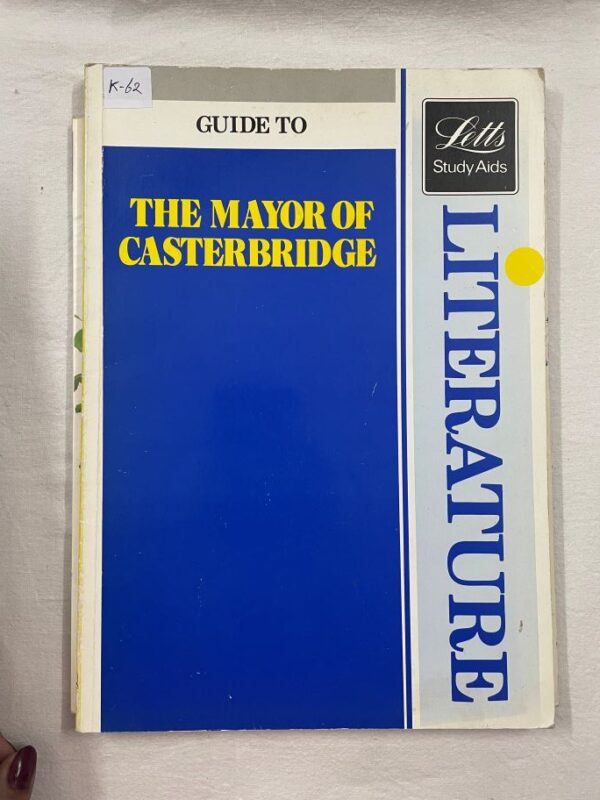 K-62
GUIDE TO
THE MAYOR OF
CASTERBRIDGE
Letts
Study Aids
LITERATURE